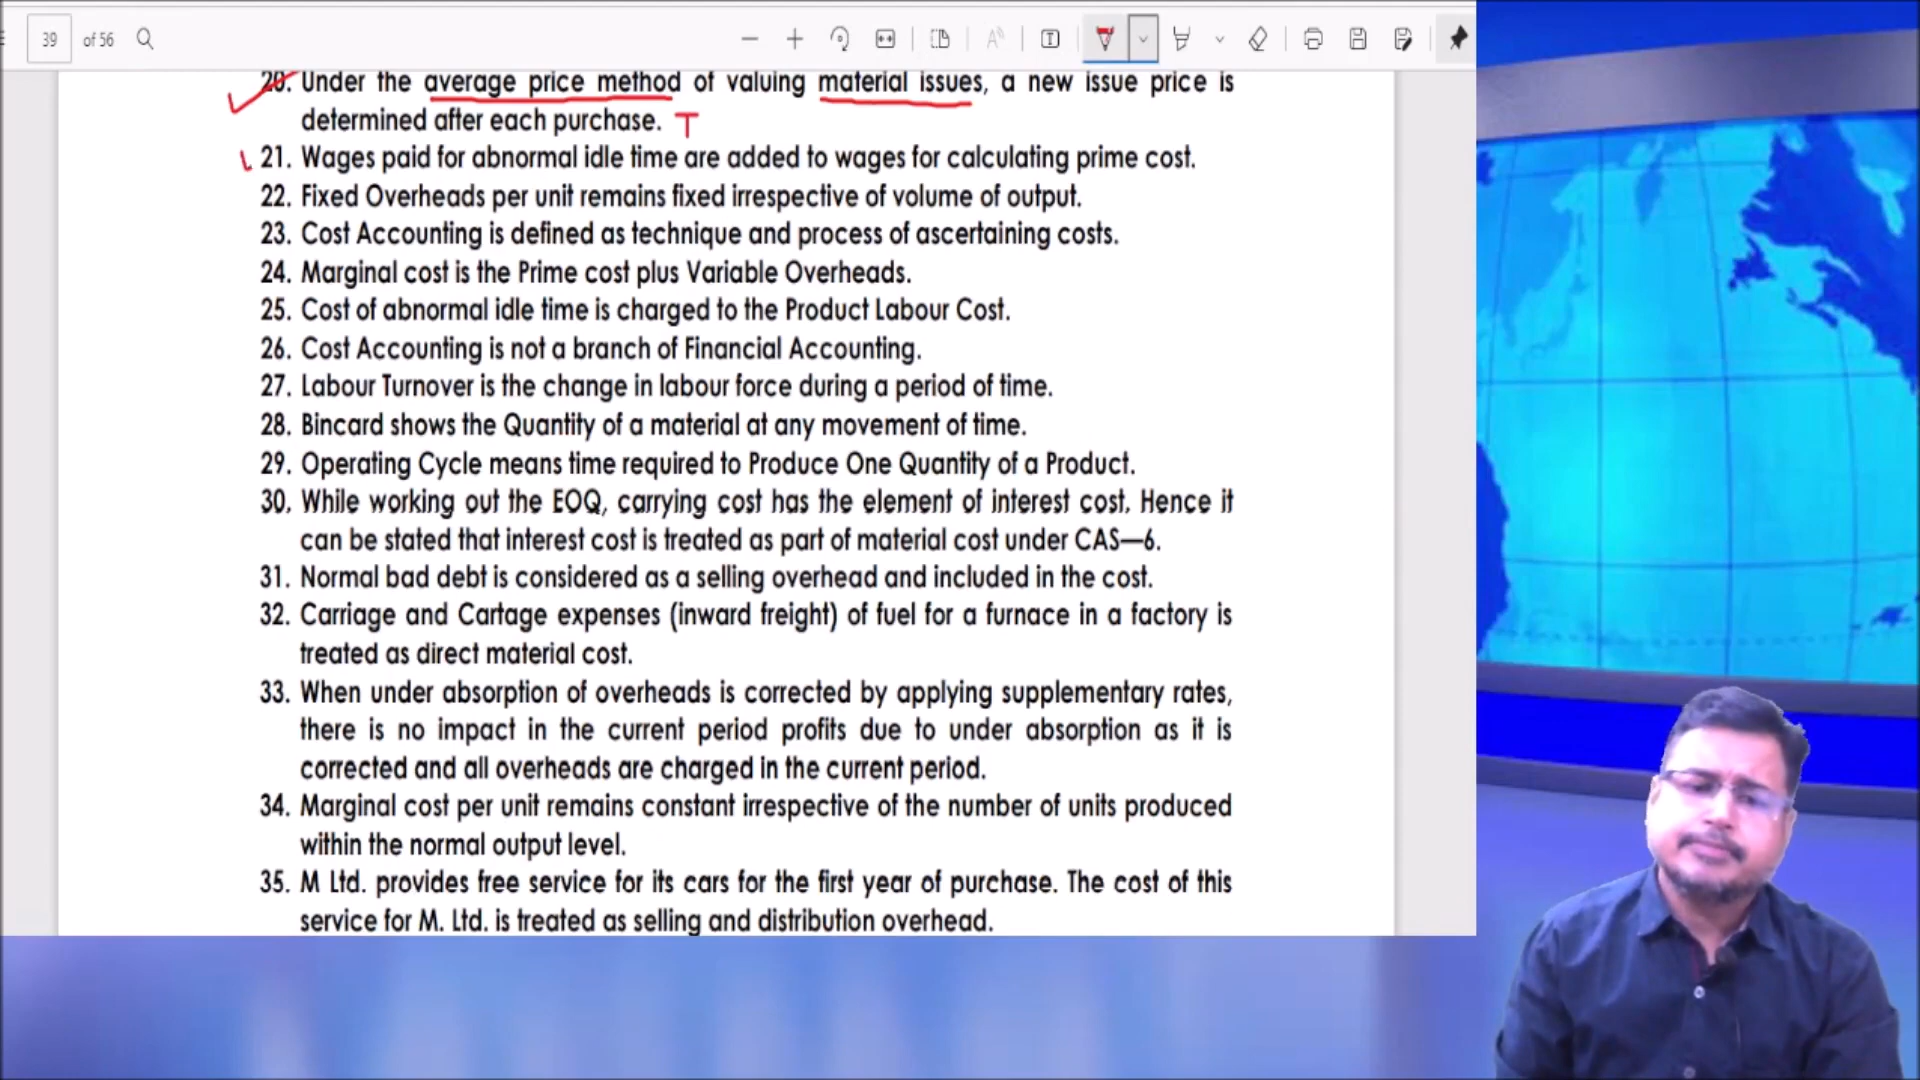 39 of 56
20. Under the average price method of valuing material issues, a new issue price is
determined after each purchase. T
21. Wages paid for abnormal idle time are added to wages for calculating prime cost.
22. Fixed Overheads per unit remains fixed irrespective of volume of output.
23. Cost Accounting is defined as technique and process of ascertaining costs.
24. Marginal cost is the Prime cost plus Variable Overheads.
25. Cost of abnormal idle time is charged to the Product Labour Cost.
26. Cost Accounting is not a branch of Financial Accounting.
27. Labour Turnover is the change in labour force during a period of time.
28. Bincard shows the Quantity of a material at any movement of time.
29. Operating Cycle means time required to Produce One Quantity of a Product.
30. While working out the EOQ, carrying cost has the element of interest cost. Hence it
can be stated that interest cost is treated as part of material cost under CAS—6.
31. Normal bad debt is considered as a selling overhead and included in the cost.
32. Carriage and Cartage expenses (inward freight) of fuel for a furnace in a factory is
treated as direct material cost.
33. When under absorption of overheads is corrected by applying supplementary rates,
there is no impact in the current period profits due to under absorption as it is
corrected and all overheads are charged in the current period.
34. Marginal cost per unit remains constant irrespective of the number of units produced
within the normal output level.
35. M Ltd. provides free service for its cars for the first year of purchase. The cost of this
service for M. Ltd. is treated as selling and distribution overhead.